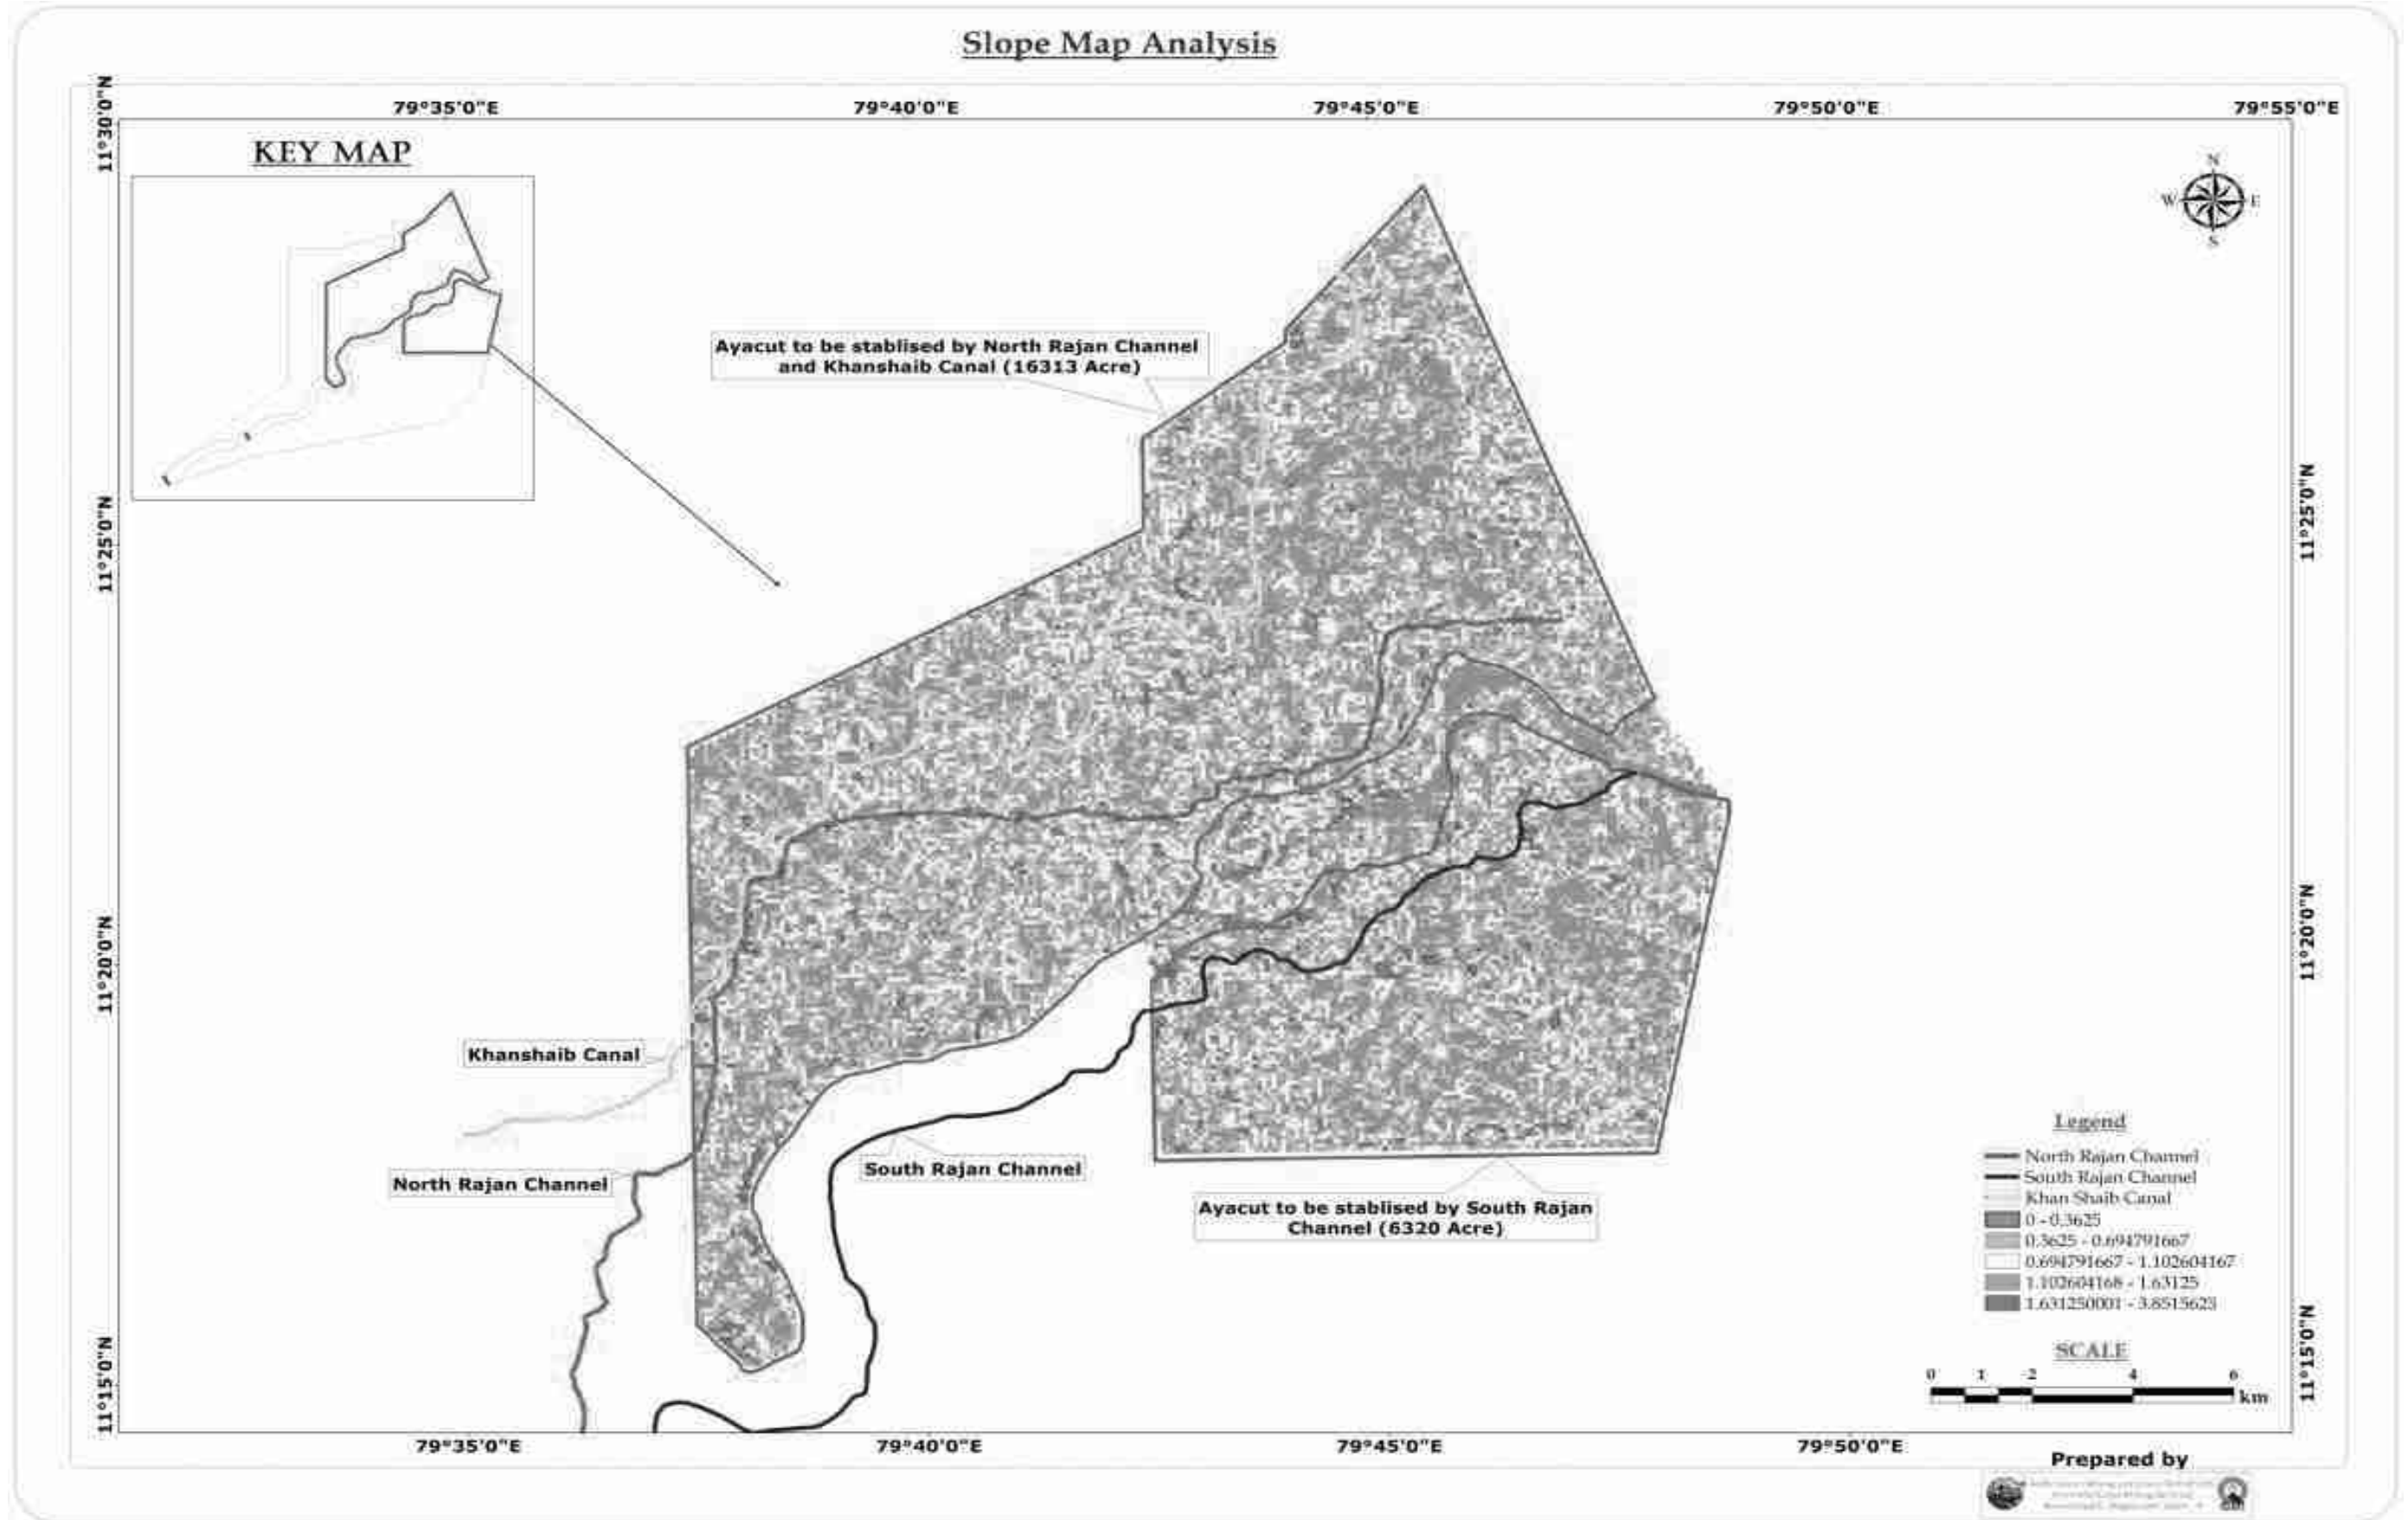 Slope Map Analysis
79°35'0"E 79°40'0"E 79°45'0"E 79°50'0"E 79°55'0"E
11°30'0"N
KEY MAP
N
W E
S
Ayacut to be stablised by North Rajan Channel
and Khanshaib Canal (16313 Acre)
11°25'0"N 11°25'0"N
11°20'0"N 11°20'0"N
Khanshaib Canal
North Rajan Channel
South Rajan Channel
Ayacut to be stablised by South Rajan
Channel (6320 Acre)
Legend
North Rajan Channel
South Rajan Channel
Khan Shaib Canal
0 - 0.3625
0.3625 - 0.694791667
0.694791667 - 1.102604167
1.102604168 - 1.63125
1.631250001 - 3.8515625
SCALE
0 1 2 4 6
km
11°15'0"N 11°15'0"N
79°35'0"E 79°40'0"E 79°45'0"E 79°50'0"E
Prepared by